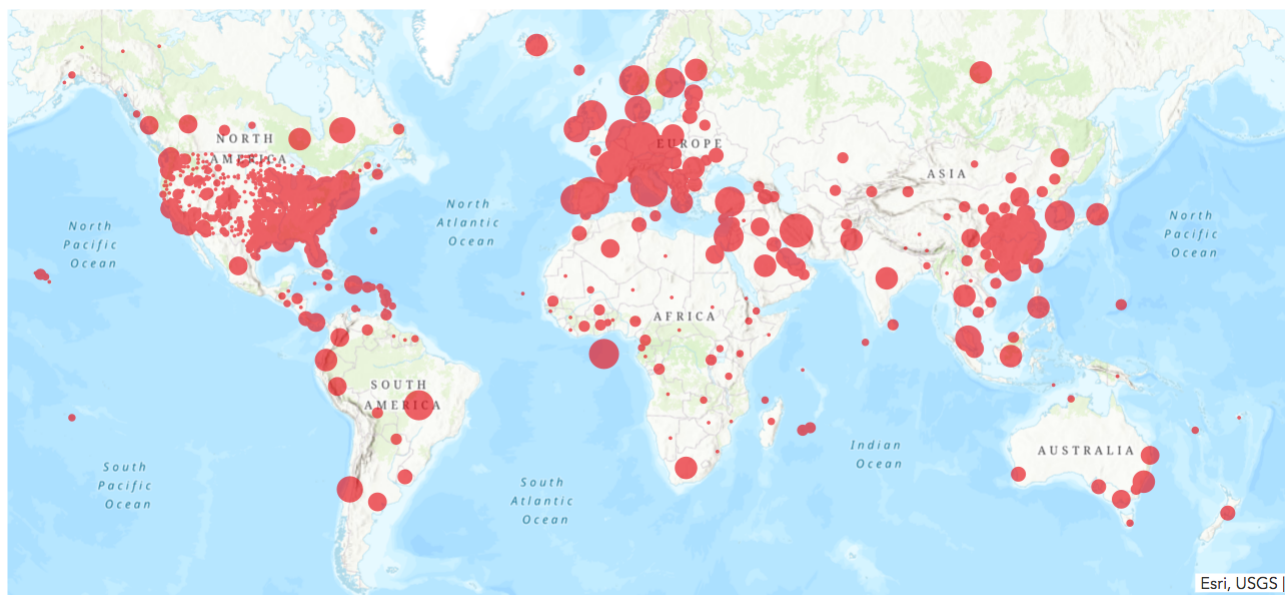 NORTH
AMERICA
EUROPE
ASIA
North
Atlantic
Ocean
North
Pacific
Ocean
North
Pacific
Ocean
AFRICA
SOUTH
AMERICA
Indian
Ocean
AUSTRALIA
South
Pacific
Ocean
South
Atlantic
Ocean
Esri, USGS |